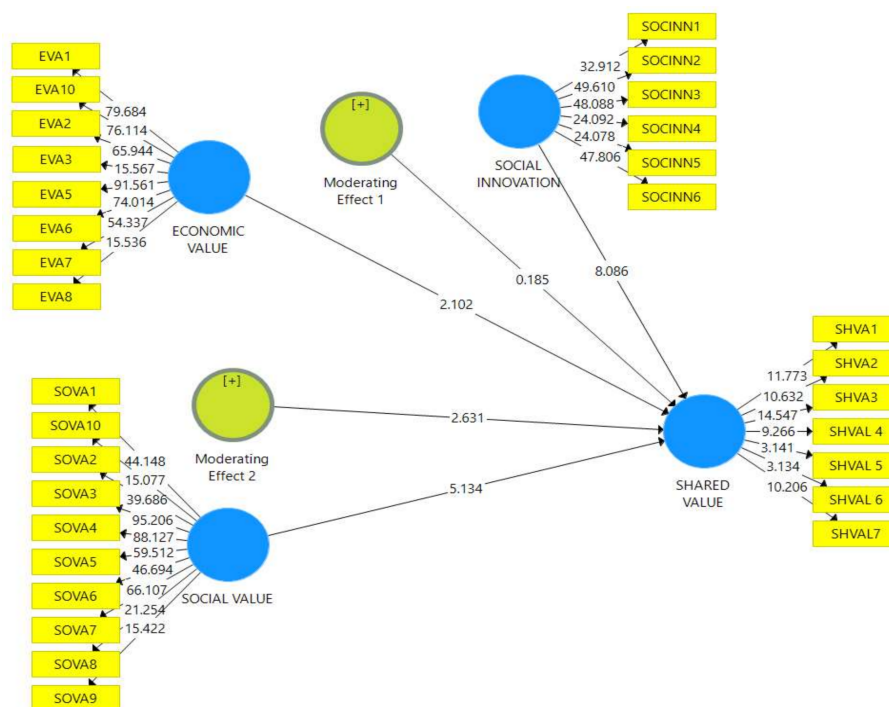 EVA1
EVA10
EVA2
EVA3
EVA5
EVA6
EVA7
EVA8
79.684
76.114
65.944
15.567
91.561
74.014
54.337
15.536
ECONOMIC
VALUE
[+]
Moderating
Effect 1
SOCIAL
INNOVATION
32.912
49.610
48.088
24.092
24.078
47.806
SOCINN1
SOCINN2
SOCINN3
SOCINN4
SOCINN5
SOCINN6
2.102
0.185
8.086
2.631
5.134
[+]
Moderating
Effect 2
SOVA1
SOVA10
SOVA2
SOVA3
SOVA4
SOVA5
SOVA6
SOVA7
SOVA8
SOVA9
44.148
15.077
39.686
95.206
88.127
59.512
46.694
66.107
21.254
15.422
SOCIAL VALUE
SHARED
VALUE
11.773
10.632
14.547
9.266
3.141
3.134
10.206
SHVA1
SHVA2
SHVA3
SHVAL 4
SHVAL 5
SHVAL 6
SHVAL7